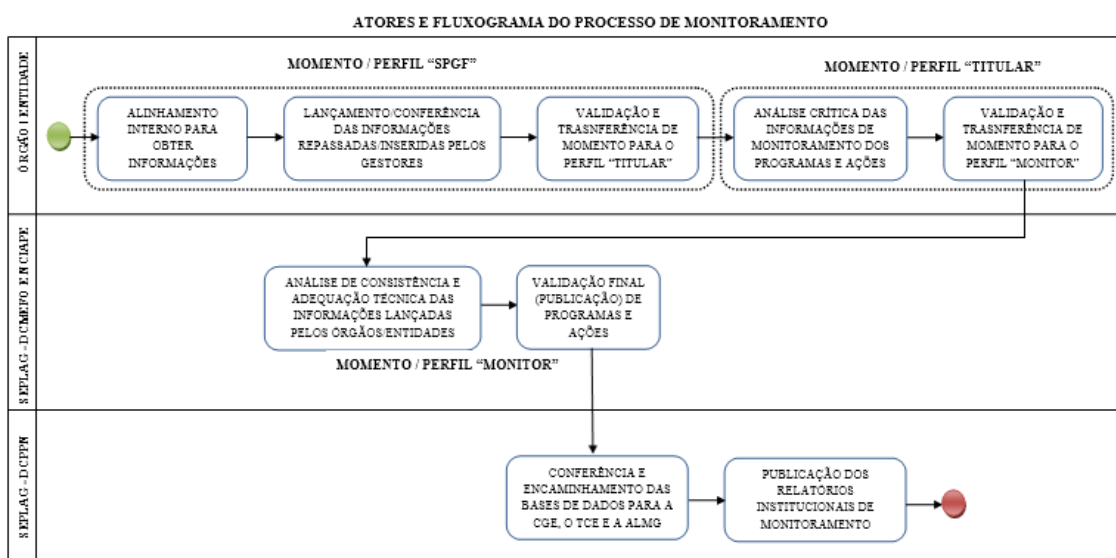 ATORES E FLUXOGRAMA DO PROCESSO DE MONITORAMENTO
ÓRGÃO I ENTIDADE
MOMENTO / PERFIL “SPGF”
MOMENTO / PERFIL “TITULAR”
ALINHAMENTO
INTERNO PARA
OBTER
INFORMAÇÕES
LANÇAMENTO/CONFERÊNCIA
DAS INFORMAÇÕES
REPASSADAS/INSERIDAS PELOS
GESTORES
VALIDAÇÃO E
TRASNFERÊNCIA DE
MOMENTO PARA O
PERFIL “TITULAR”
ANÁLISE CRÍTICA DAS
INFORMAÇÕES DE
MONITORAMENTO DOS
PROGRAMAS E AÇÕES
VALIDAÇÃO E
TRASNFERÊNCIA DE
MOMENTO PARA O
PERFIL “MONITOR”
SEPLAG - DCMEFO E NCIAPE
ANÁLISE DE CONSISTÊNCIA E
ADEQUAÇÃO TÉCNICA DAS
INFORMAÇÕES LANÇADAS
PELOS ÓRGÃOS/ENTIDADES
VALIDAÇÃO FINAL
(PUBLICAÇÃO) DE
PROGRAMAS E
AÇÕES
MOMENTO / PERFIL “MONITOR”
SEPLAG - DCPPN
CONFERÊNCIA E
ENCAMINHAMENTO DAS
BASES DE DADOS PARA A
CGE, O TCE E A ALMG
PUBLICAÇÃO DOS
RELATÓRIOS
INSTITUCIONAIS DE
MONITORAMENTO